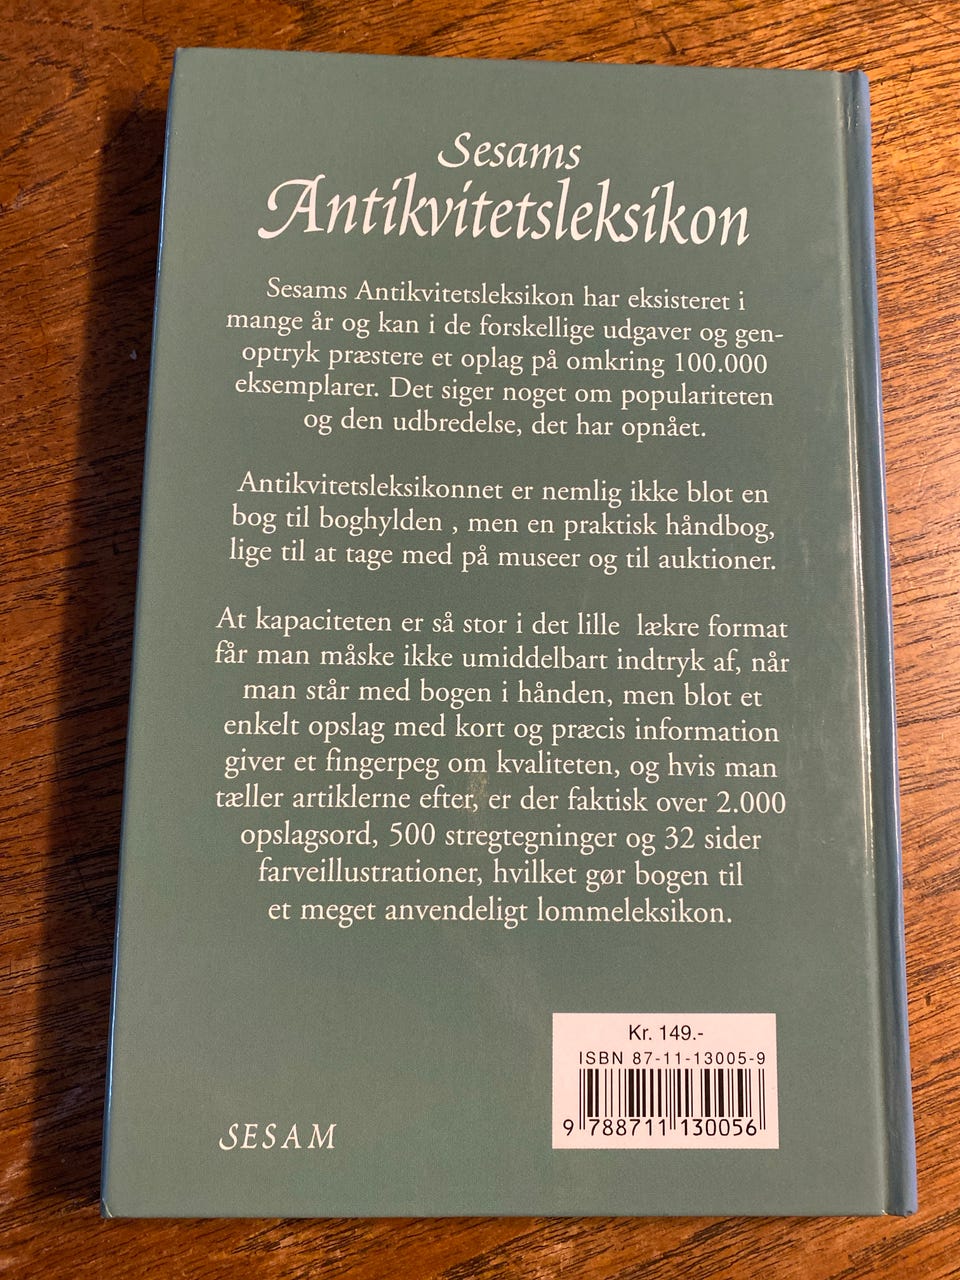 Sesams
Antikvitetsleksikon
Sesams Antikvitetsleksikon har eksisteret i
mange år og kan i de forskellige udgaver og gen-
optryk præstere et oplag på omkring 100.000
eksemplarer. Det siger noget om populariteten
og den udbredelse, det har opnået.
Antikvitetsleksikonnet er nemlig ikke blot en
bog til boghylden , men en praktisk håndbog,
lige til at tage med på museer og til auktioner.
At kapaciteten er så stor i det lille  lækre format
får man måske ikke umiddelbart indtryk af, når
man står med bogen i hånden, men blot et
enkelt opslag med kort og præcis information
giver et fingerpeg om kvaliteten, og hvis man
tæller artiklerne efter, er der faktisk over 2.000
opslagsord, 500 stregtegninger og 32 sider
farveillustrationer, hvilket gør bogen til
et meget anvendeligt lommeleksikon.
Kr. 149.-
ISBN 87-11-13005-9
9 788711 130056
SESAM